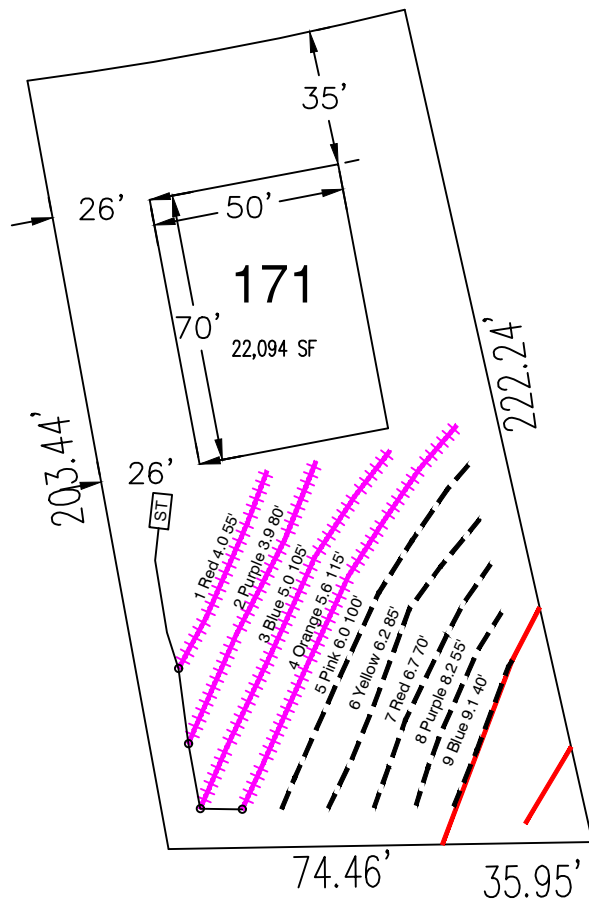 35’
26’
50’
171
70’
22,094 SF
222.24’
203.44’
26’
ST
1 Red 4.0 55'
2 Purple 3.9 80'
3 Blue 5.0 105'
4 Orange 5.6 115'
5 Pink 6.0 100'
6 Yellow 6.2 85'
7 Red 6.7 70'
8 Purple 8.2 55'
9 Blue 9.1 40'
74.46’
35.95’